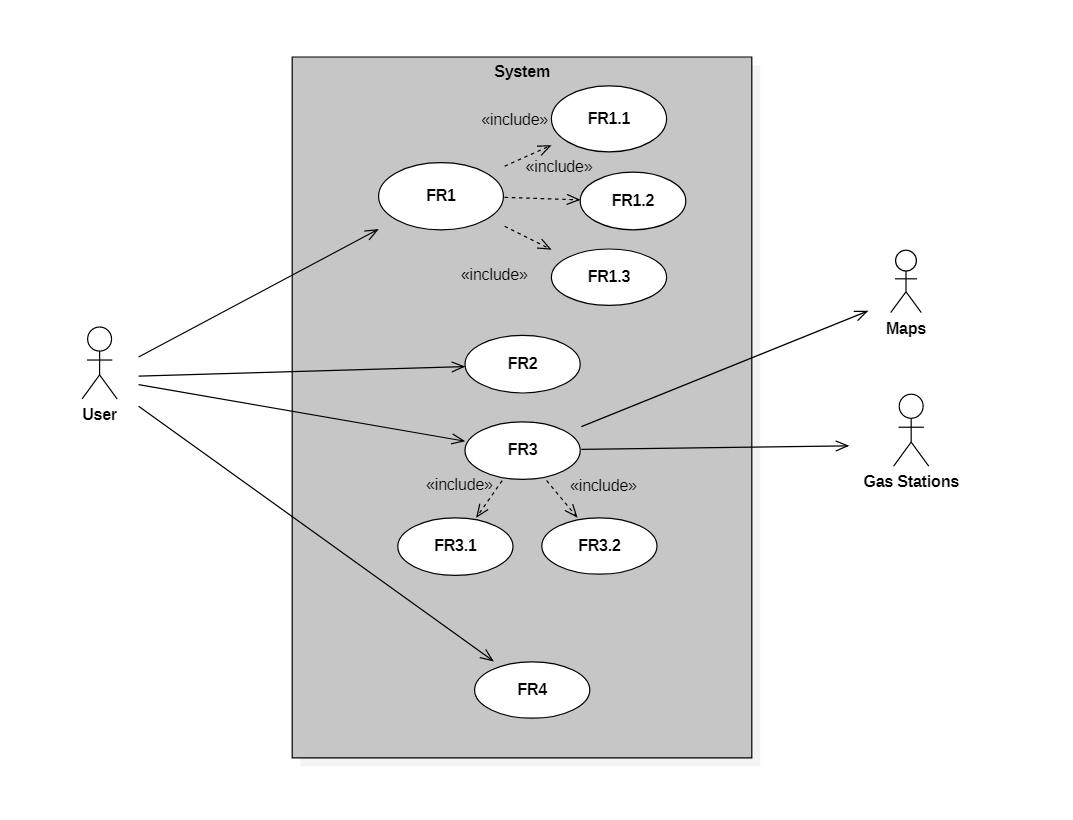 System
«include»
FR1.1
«include»
FR1
FR1.2
«include»
FR1.3
Maps
User
FR2
FR3
Gas Stations
«include»
«include»
FR3.1
FR3.2
FR4